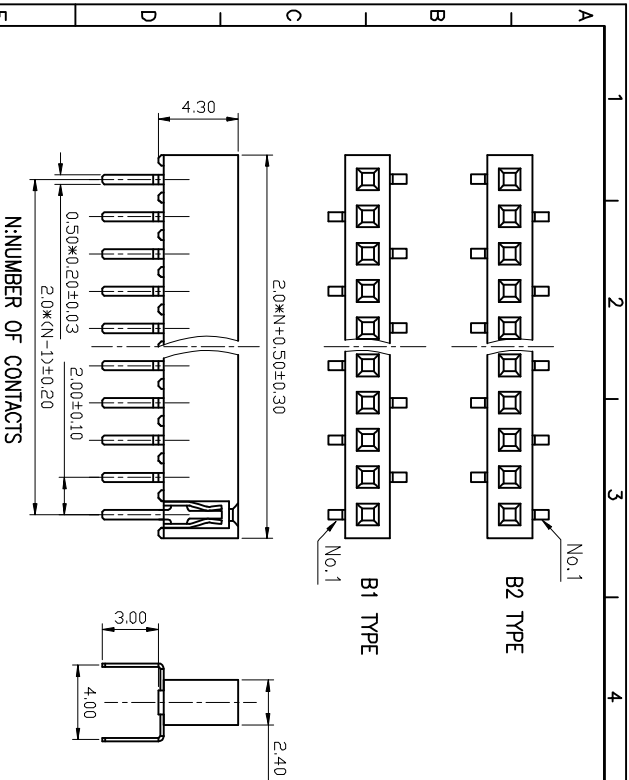 A
B
C
D
1
2
3
4
No.1
B2 TYPE
No.1
B1 TYPE
4.30
2.0*N+0.50±0.30
0.50*0.20±0.03
2.00±0.10
2.0*(N-1)±0.20
N:NUMBER OF CONTACTS
3.00
4.00
2.40